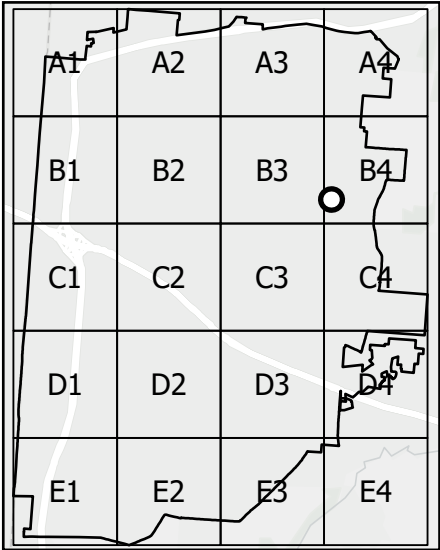 A1 A2 A3 A4
B1 B2 B3 B4
C1 C2 C3 C4
D1 D2 D3 D4
E1 E2 E3 E4